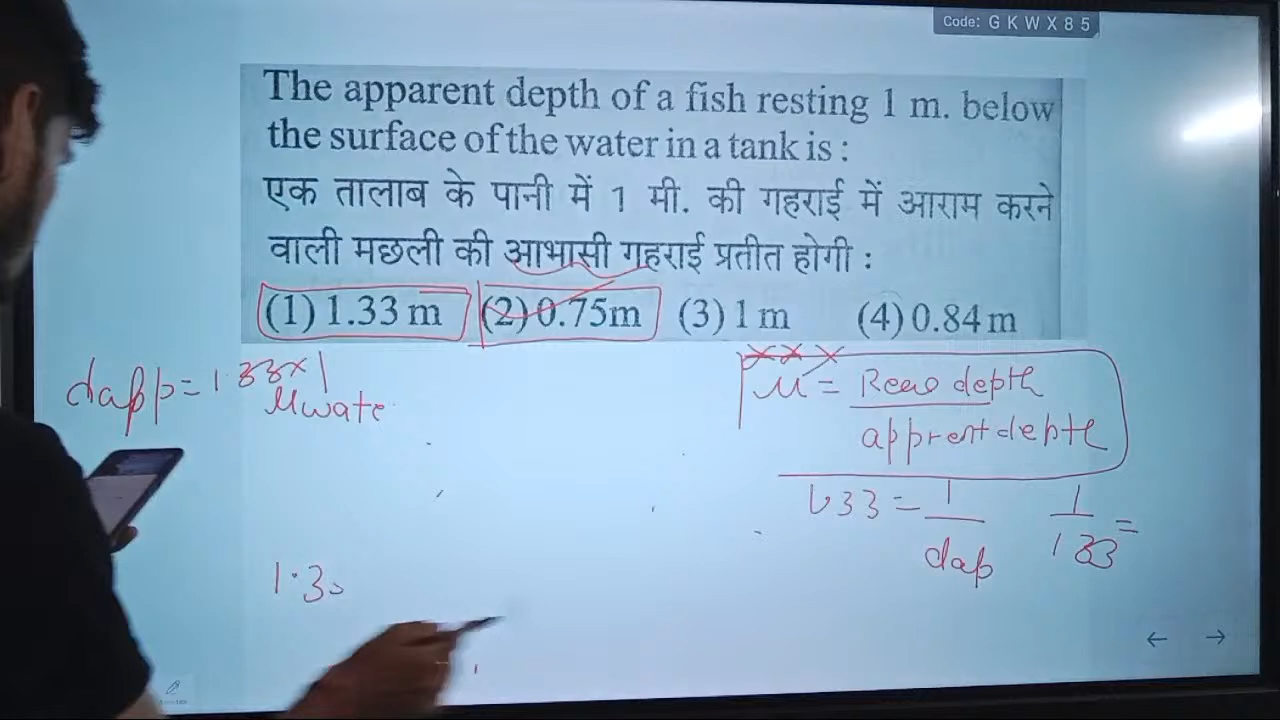 Code: G K W X 8 5
The apparent depth of a fish resting 1 m. below
the surface of the water in a tank is :
एक तालाब के पानी में 1 मी. की गहराई में आराम करने
वाली मछली की आभासी गहराई प्रतीत होगी :
(1) 1.33 m (2) 0.75m (3) 1 m (4) 0.84 m
dapp = 1.33×1
μwate
μ = Real depth
apprent depth
1.33 = 1
dap
1
1.33 =
1.3